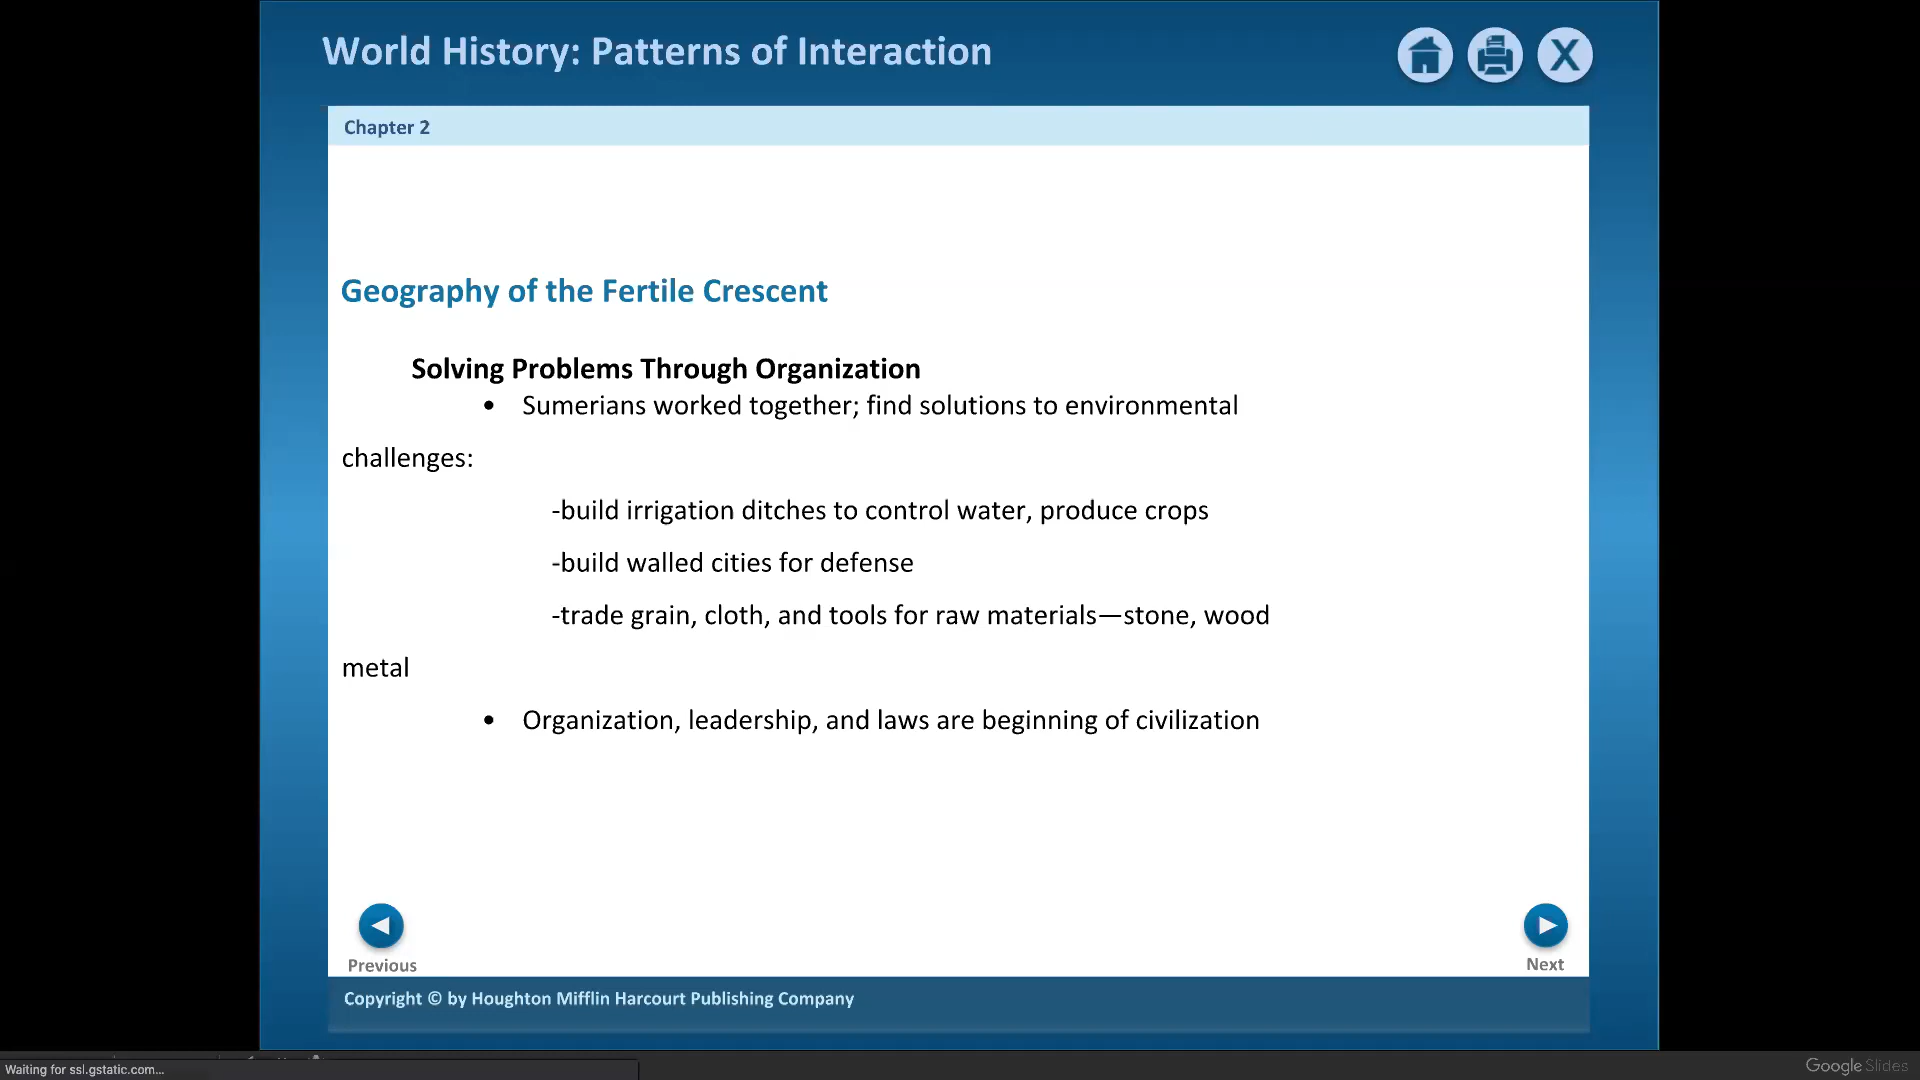 World History: Patterns of Interaction
X
Chapter 2
Geography of the Fertile Crescent
Solving Problems Through Organization
• Sumerians worked together; find solutions to environmental
challenges:
-build irrigation ditches to control water, produce crops
-build walled cities for defense
-trade grain, cloth, and tools for raw materials—stone, wood
metal
• Organization, leadership, and laws are beginning of civilization
Previous
Next
Copyright © by Houghton Mifflin Harcourt Publishing Company
Waiting for ssl.gstatic.com...
Google Slides